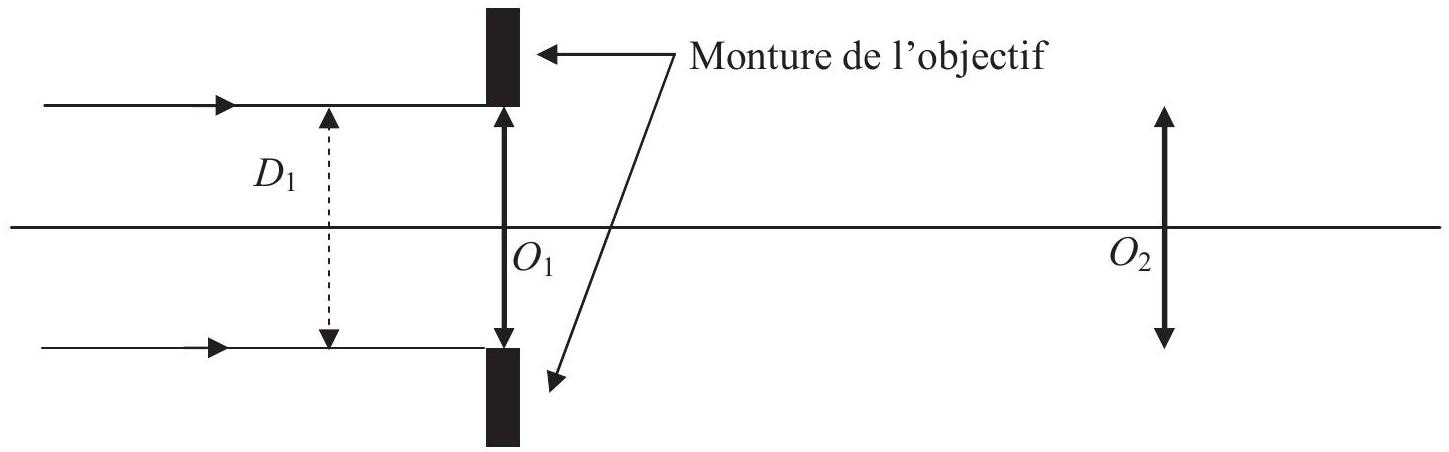 Monture de l’objectif
D₁
O₁
O₂